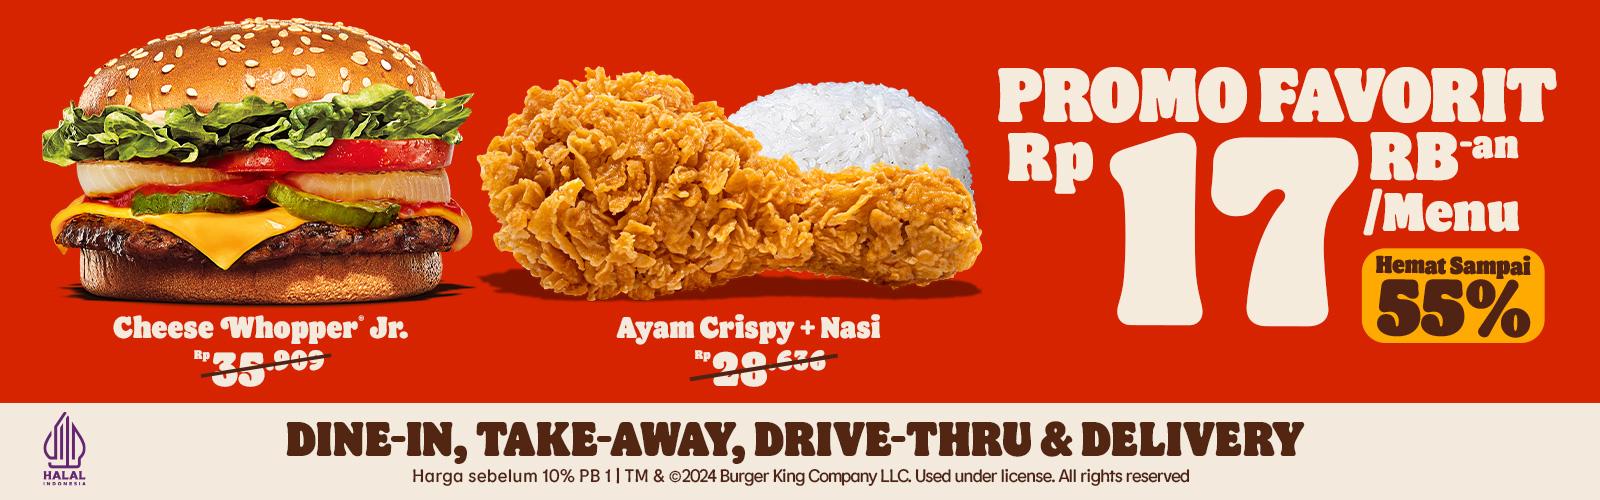 PROMO FAVORIT
Rp 17 RB-an
/Menu
Hemat Sampai
55%
Cheese Whopper® Jr.
Rp 35.909
Ayam Crispy + Nasi
Rp 28.636
DINE-IN, TAKE-AWAY, DRIVE-THRU & DELIVERY
Harga sebelum 10% PB 1 | TM & ©2024 Burger King Company LLC. Used under license. All rights reserved
HALAL
INDONESIA